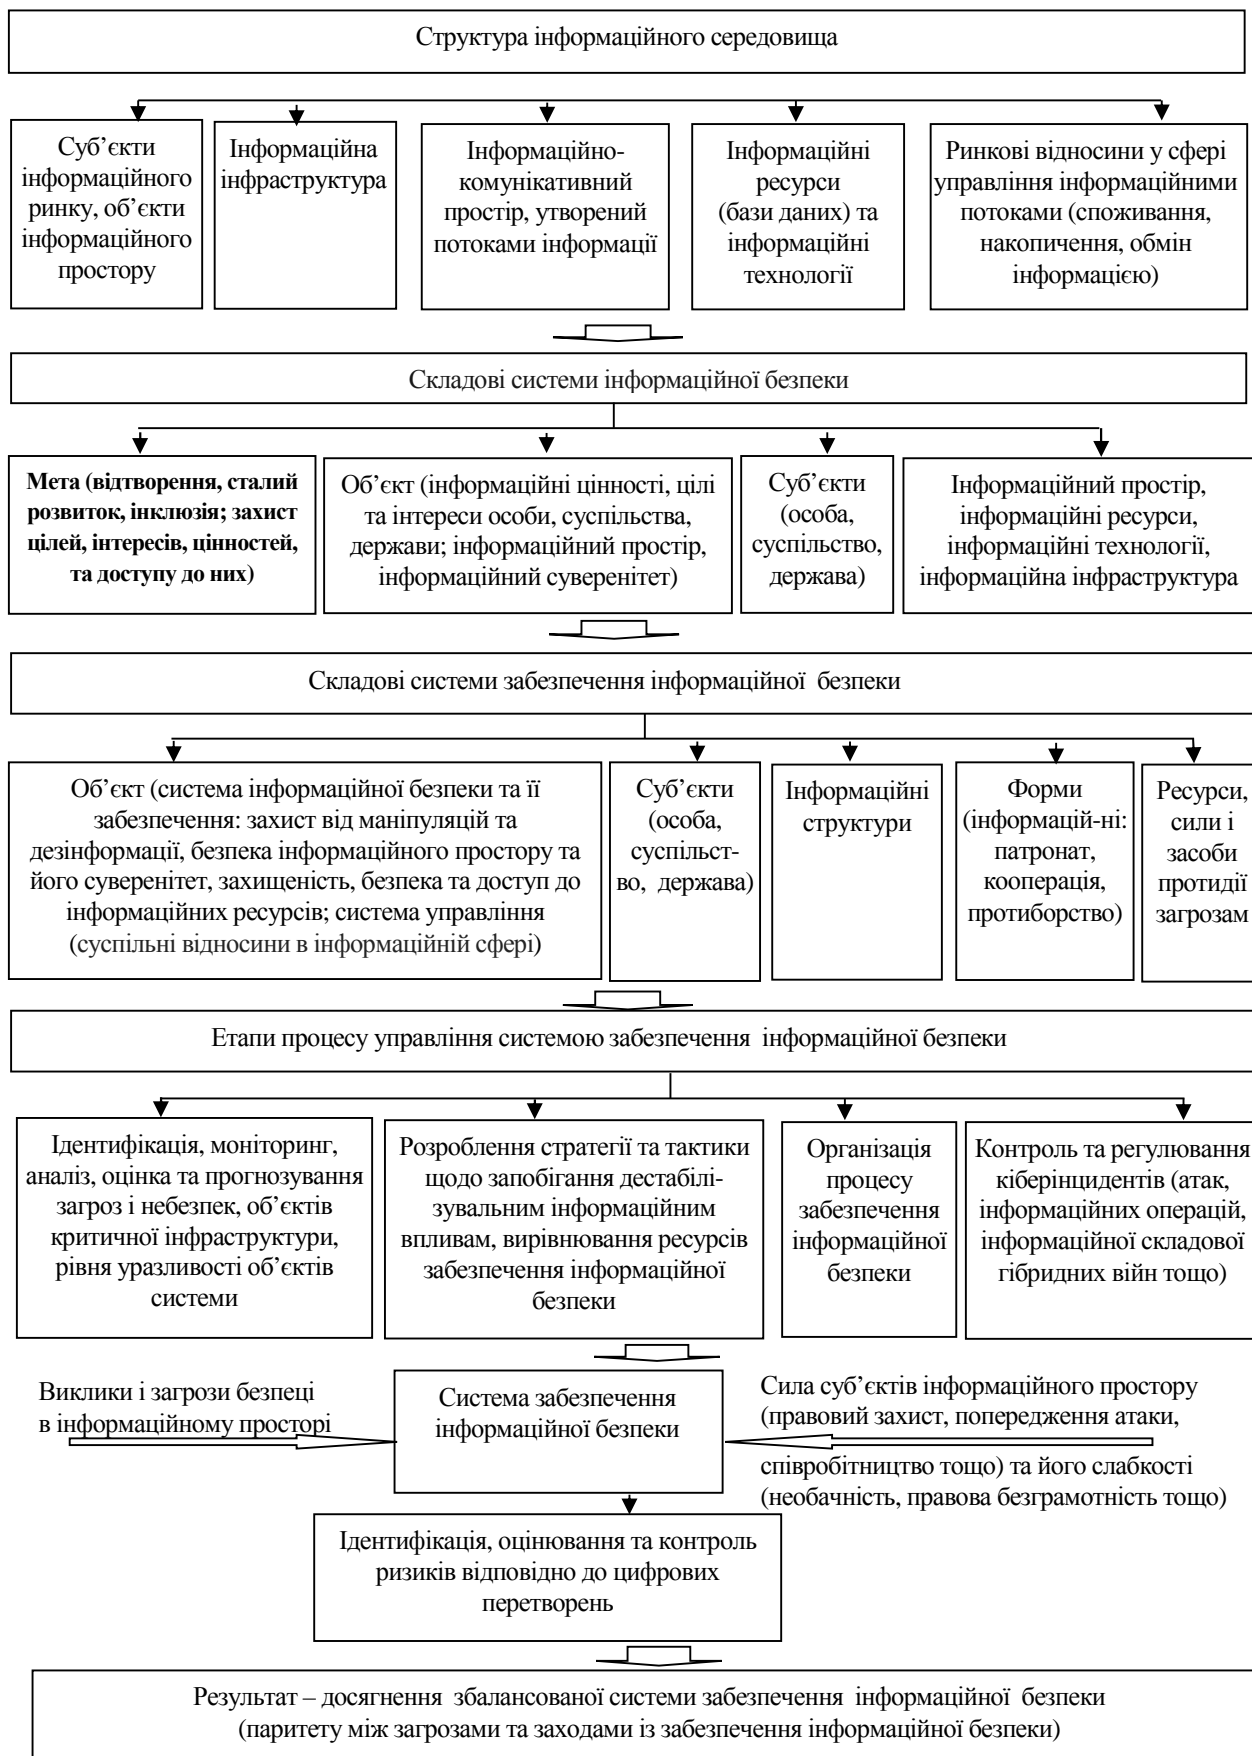 Структура інформаційного середовища
Суб’єкти
інформаційного
ринку, об’єкти
інформаційного
простору
Інформаційна
інфраструктура
Інформаційно-
комунікативний
простір, утворений
потоками інформації
Інформаційні
ресурси
(бази даних) та
інформаційні
технології
Ринкові відносини у сфері
управління інформаційними
потоками (споживання,
накопичення, обмін
інформацією)
Складові системи інформаційної безпеки
Мета (відтворення, сталий
розвиток, інклюзія; захист
цілей, інтересів, цінностей,
та доступу до них)
Об’єкт (інформаційні цінності, цілі
та інтереси особи, суспільства,
держави; інформаційний простір,
інформаційний суверенітет)
Суб’єкти
(особа,
суспільство,
держава)
Інформаційний простір,
інформаційні ресурси,
інформаційні технології,
інформаційна інфраструктура
Складові системи забезпечення інформаційної  безпеки
Об’єкт (система інформаційної безпеки та її
забезпечення: захист від маніпуляцій та
дезінформації, безпека інформаційного простору та
його суверенітет, захищеність, безпека та доступ до
інформаційних ресурсів; система управління
(суспільні відносини в інформаційній сфері)
Суб’єкти
(особа,
суспільст-
во,  держава)
Інформаційні
структури
Форми
(інформацій-ні:
патронат,
кооперація,
протиборство)
Ресурси,
сили і
засоби
протидії
загрозам
Етапи процесу управління системою забезпечення  інформаційної безпеки
Ідентифікація, моніторинг,
аналіз, оцінка та прогнозування
загроз і небезпек, об’єктів
критичної інфраструктури,
рівня уразливості об’єктів
системи
Розроблення стратегії та тактики
щодо запобігання дестабілі-
зувальним інформаційним
впливам, вирівнювання ресурсів
забезпечення інформаційної
безпеки
Організація
процесу
забезпечення
інформаційної
безпеки
Контроль та регулювання
кіберінцидентів (атак,
інформаційних операцій,
інформаційної складової
гібридних війн тощо)
Виклики і загрози безпеці
в інформаційному просторі
Система забезпечення
інформаційної безпеки
Сила суб’єктів інформаційного простору
(правовий захист, попередження атаки,
співробітництво тощо) та його слабкості
(необачність, правова безграмотність тощо)
Ідентифікація, оцінювання та контроль
ризиків відповідно до цифрових
перетворень
Результат – досягнення  збалансованої системи забезпечення  інформаційної  безпеки
(паритету між загрозами та заходами із забезпечення інформаційної безпеки)